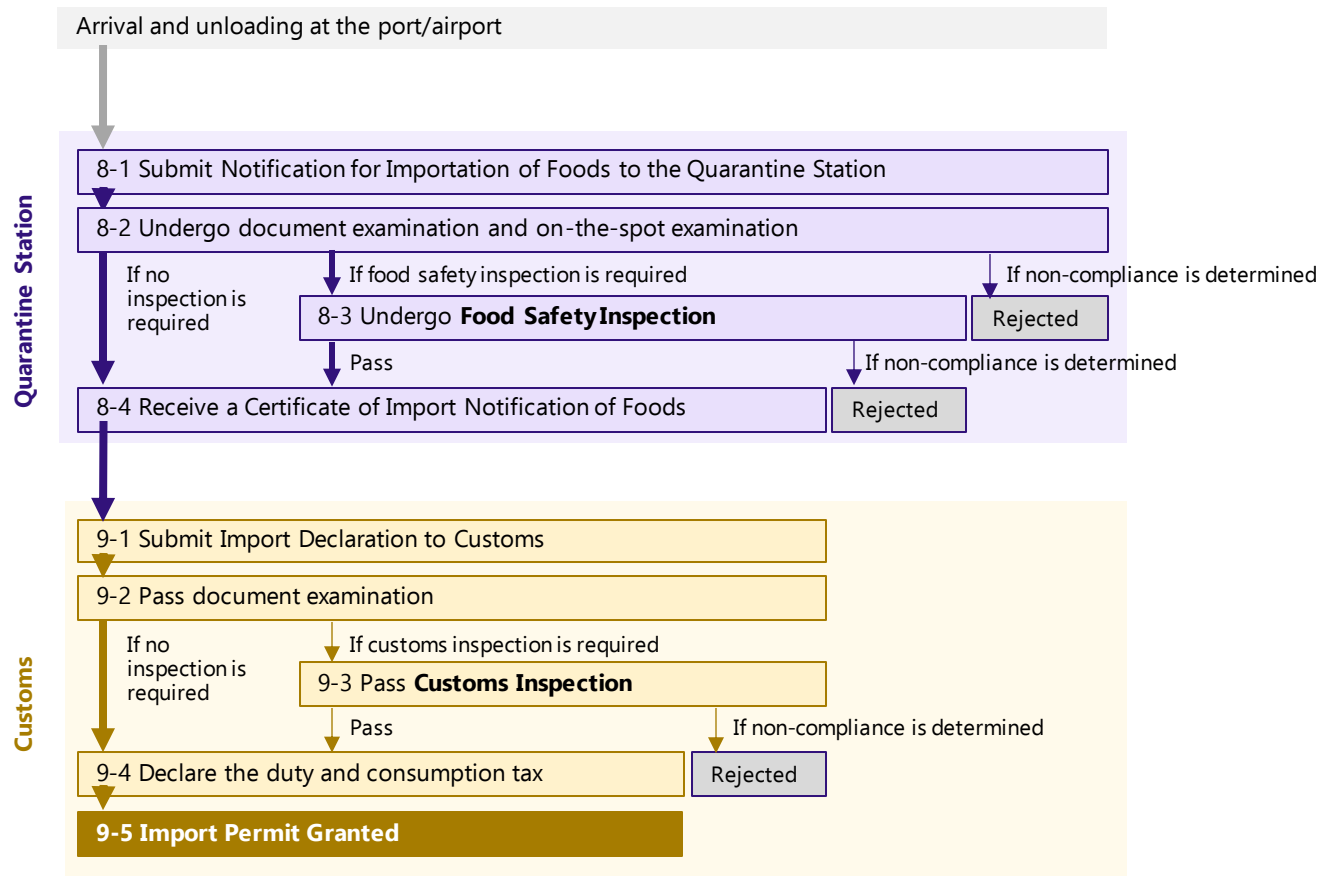 Arrival and unloading at the port/airport
Quarantine Station
8-1 Submit Notification for Importation of Foods to the Quarantine Station
8-2 Undergo document examination and on-the-spot examination
If no
inspection is
required
If food safety inspection is required
If non-compliance is determined
8-3 Undergo Food Safety Inspection
Rejected
Pass
If non-compliance is determined
8-4 Receive a Certificate of Import Notification of Foods
Rejected
Customs
9-1 Submit Import Declaration to Customs
9-2 Pass document examination
If no
inspection is
required
If customs inspection is required
9-3 Pass Customs Inspection
Pass
If non-compliance is determined
9-4 Declare the duty and consumption tax
Rejected
9-5 Import Permit Granted